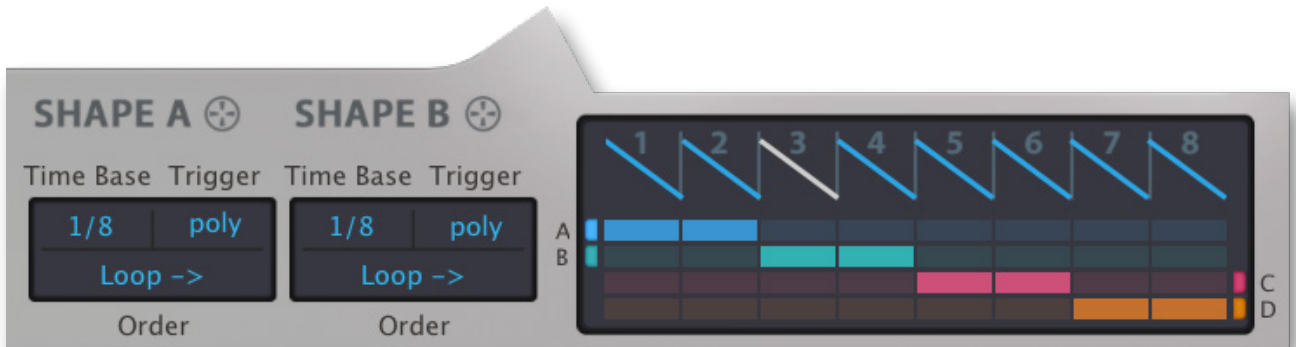 SHAPE A SHAPE B
1 2 3 4 5 6 7 8
Time Base Trigger Time Base Trigger
1/8 poly 1/8 poly
A
B
Loop -> Loop ->
C
D
Order Order